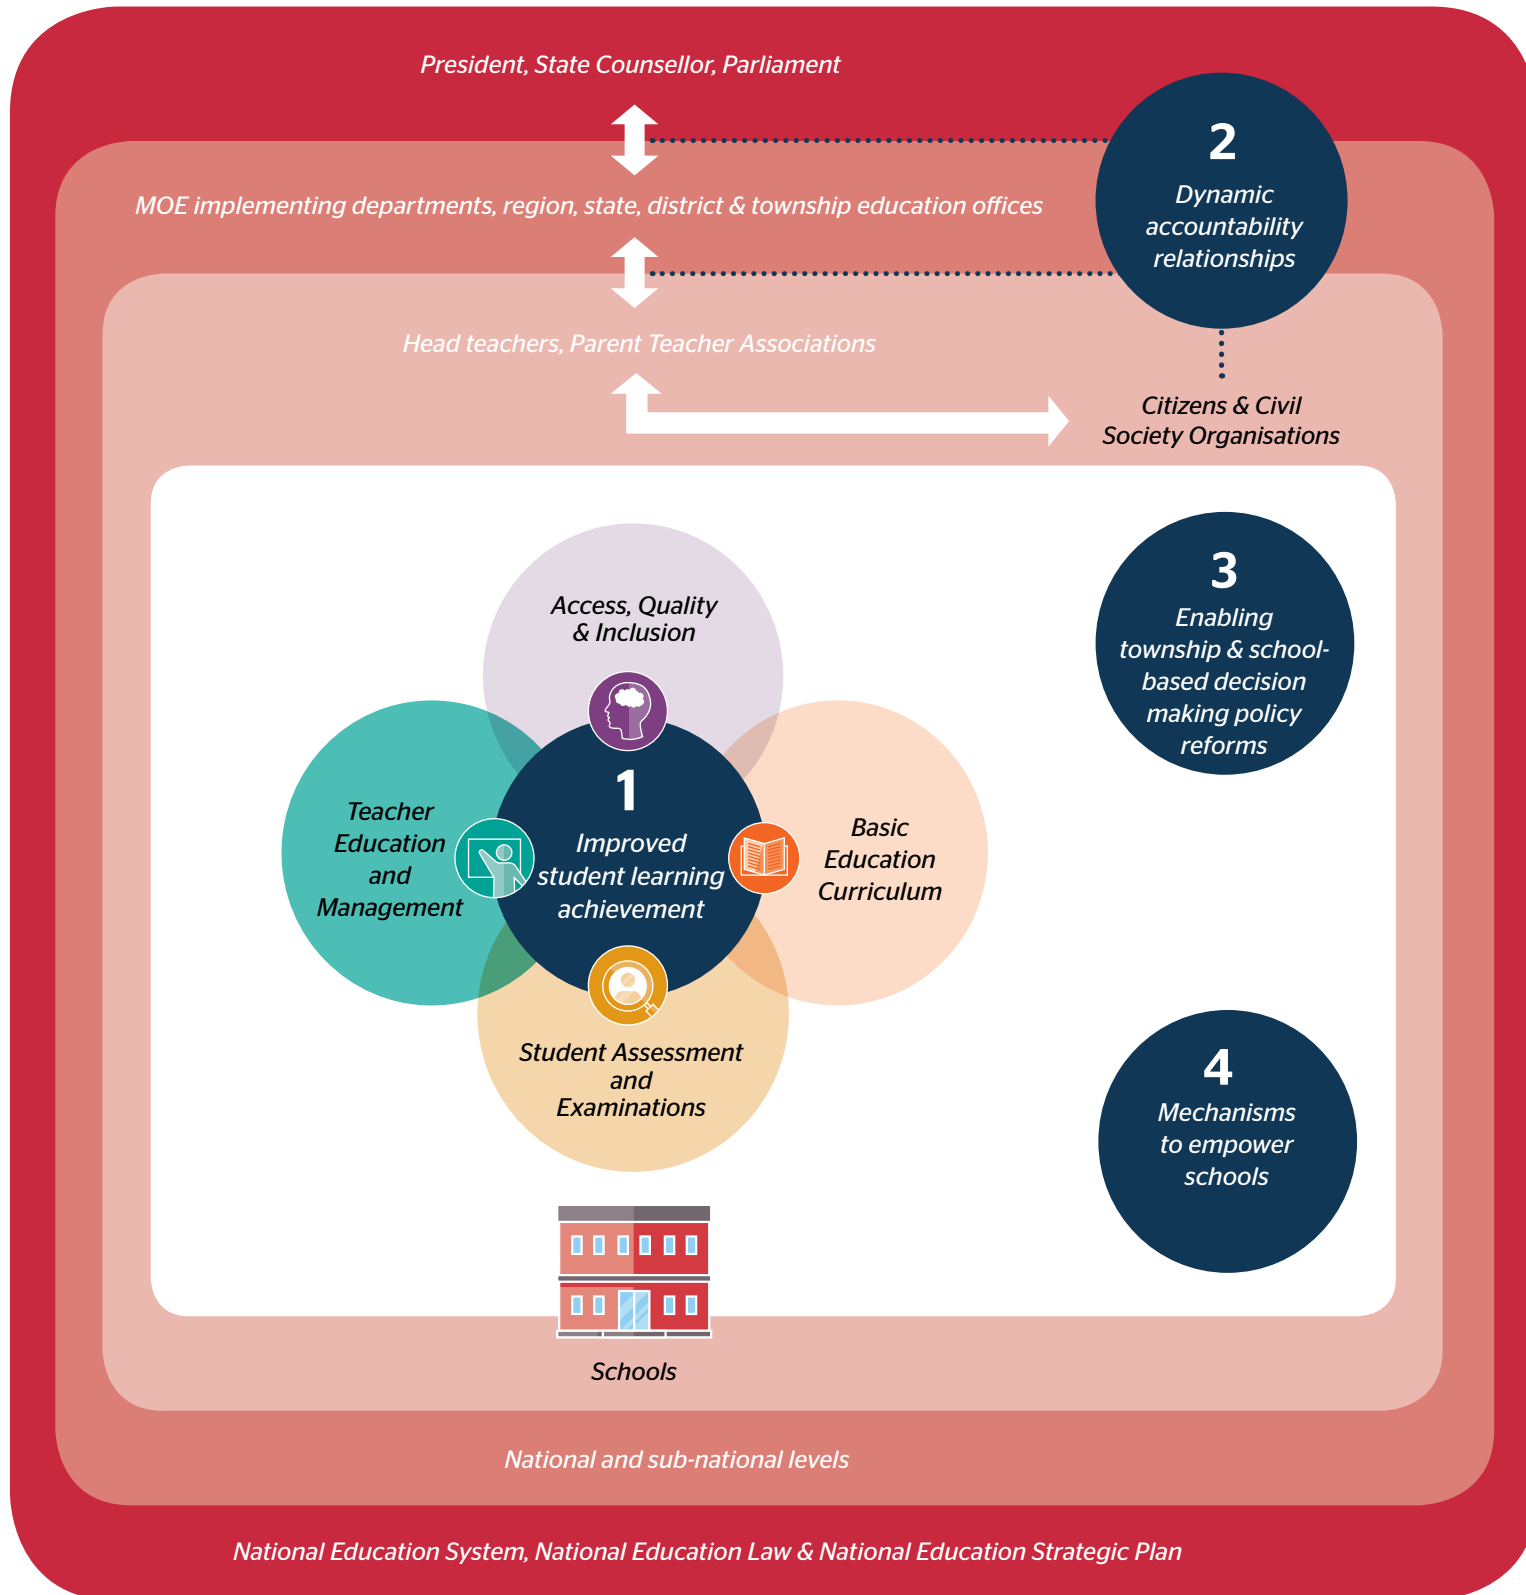 President, State Counsellor, Parliament
2
Dynamic
accountability
relationships
MOE implementing departments, region, state, district & township education offices
Head teachers, Parent Teacher Associations
Citizens & Civil
Society Organisations
Access, Quality
& Inclusion
Teacher
Education
and
Management
1
Improved
student learning
achievement
Basic
Education
Curriculum
Student Assessment
and
Examinations
3
Enabling
township & school-
based decision
making policy
reforms
4
Mechanisms
to empower
schools
Schools
National and sub-national levels
National Education System, National Education Law & National Education Strategic Plan